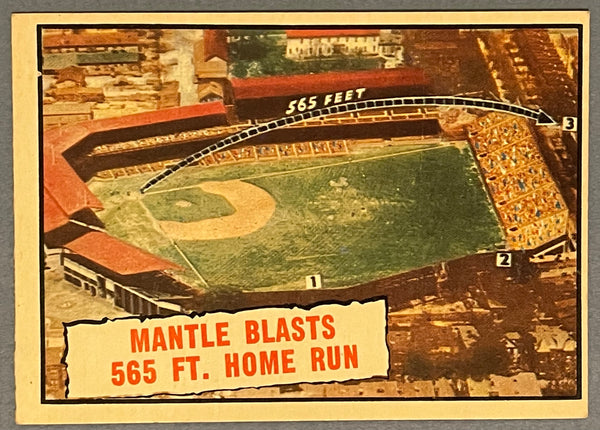 565 FEET
3
2
1
MANTLE BLASTS
565 FT. HOME RUN